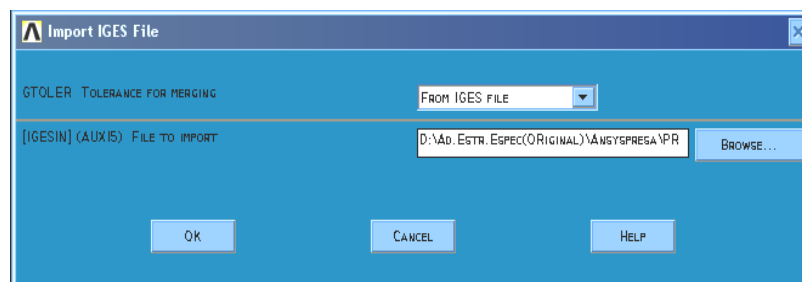 Import IGES File
GTOLER Tolerance for merging
From IGES file
[IGESIN] (AUX15) File to import
D:\Ad.Estr.Espec(ORiginal)\Ansyspresa\PR
Browse...
OK
Cancel
Help